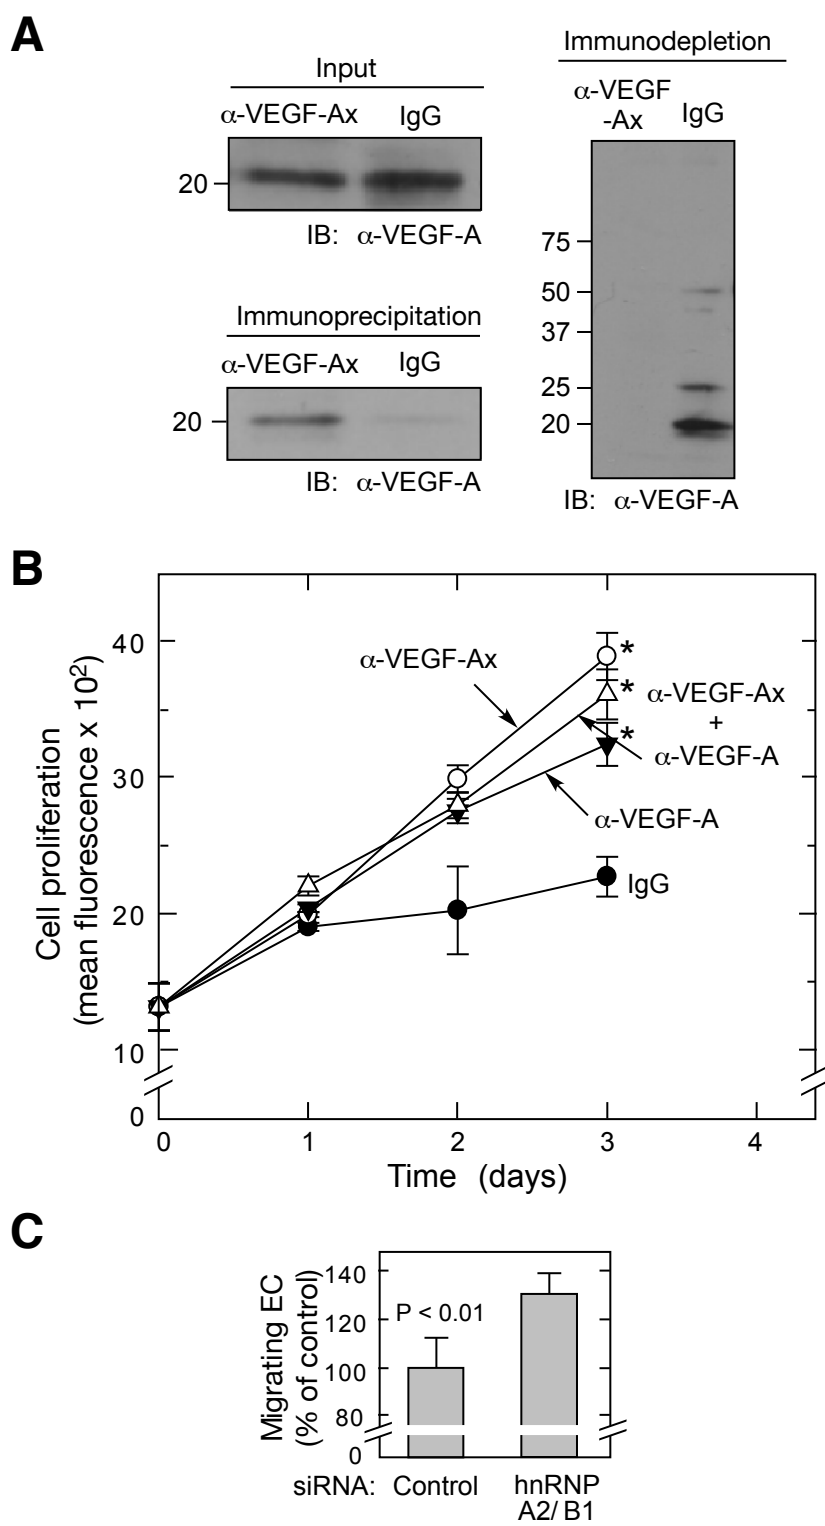 A
Input
α-VEGF-Ax IgG
20
IB: α-VEGF-A
Immunoprecipitation
α-VEGF-Ax IgG
20
IB: α-VEGF-A
Immunodepletion
α-VEGF
-Ax IgG
75
50
37
25
20
IB: α-VEGF-A
B
Cell proliferation
(mean fluorescence x 10²)
40
30
20
10
0
α-VEGF-Ax
*
*
*
α-VEGF-Ax
+
α-VEGF-A
α-VEGF-A
IgG
0 1 2 3 4
Time (days)
C
Migrating EC
(% of control)
140
120
100
80
0
P < 0.01
siRNA: Control hnRNP
A2/ B1